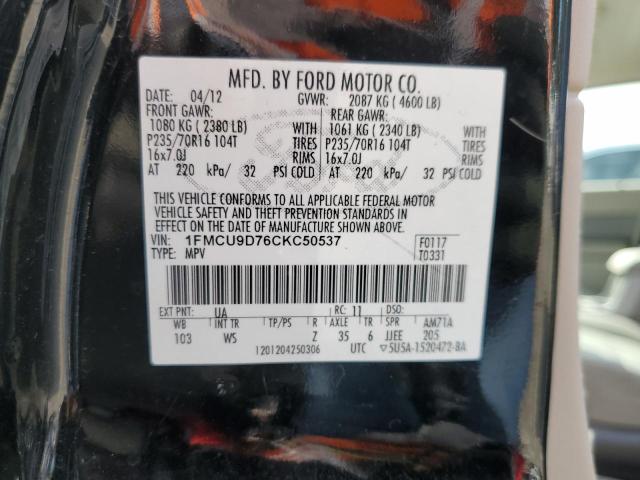 MFD. BY FORD MOTOR CO.
DATE: 04/12 GVWR: 2087 KG ( 4600 LB)
FRONT GAWR: REAR GAWR:
1080 KG ( 2380 LB) 1061 KG ( 2340 LB) WITH
P235/70R16 104T TIRES P235/70R16 104T TIRES
16x7.0J RIMS 16x7.0J RIMS
AT 220 kPa/ 32 PSI COLD AT 220 kPa/ 32 PSI COLD
THIS VEHICLE CONFORMS TO ALL APPLICABLE FEDERAL MOTOR
VEHICLE SAFETY AND THEFT PREVENTION STANDARDS IN
EFFECT ON THE DATE OF MANUFACTURE SHOWN ABOVE.
VIN: 1FMCU9D76CKC50537 F0117
TYPE: MPV T0331
EXT PNT: UA RC: 11 DSO:
WB INT TR TP/PS R AXLE TR SPR AM71A
103 WS Z 35 6 JJEE 205
1201204250306 UTC ▽5U5A-1520472-BA